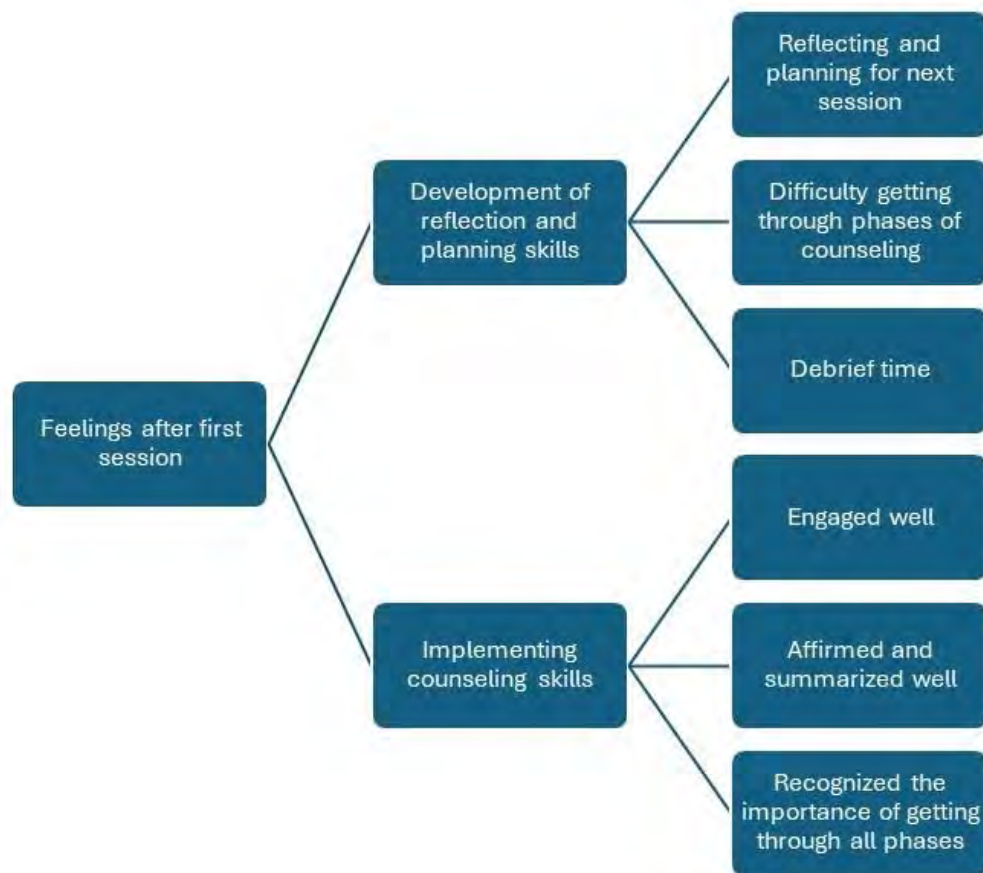 Feelings after first
session
Development of
reflection and
planning skills
Reflecting and
planning for next
session
Difficulty getting
through phases of
counseling
Debrief time
Implementing
counseling skills
Engaged well
Affirmed and
summarized well
Recognized the
importance of getting
through all phases